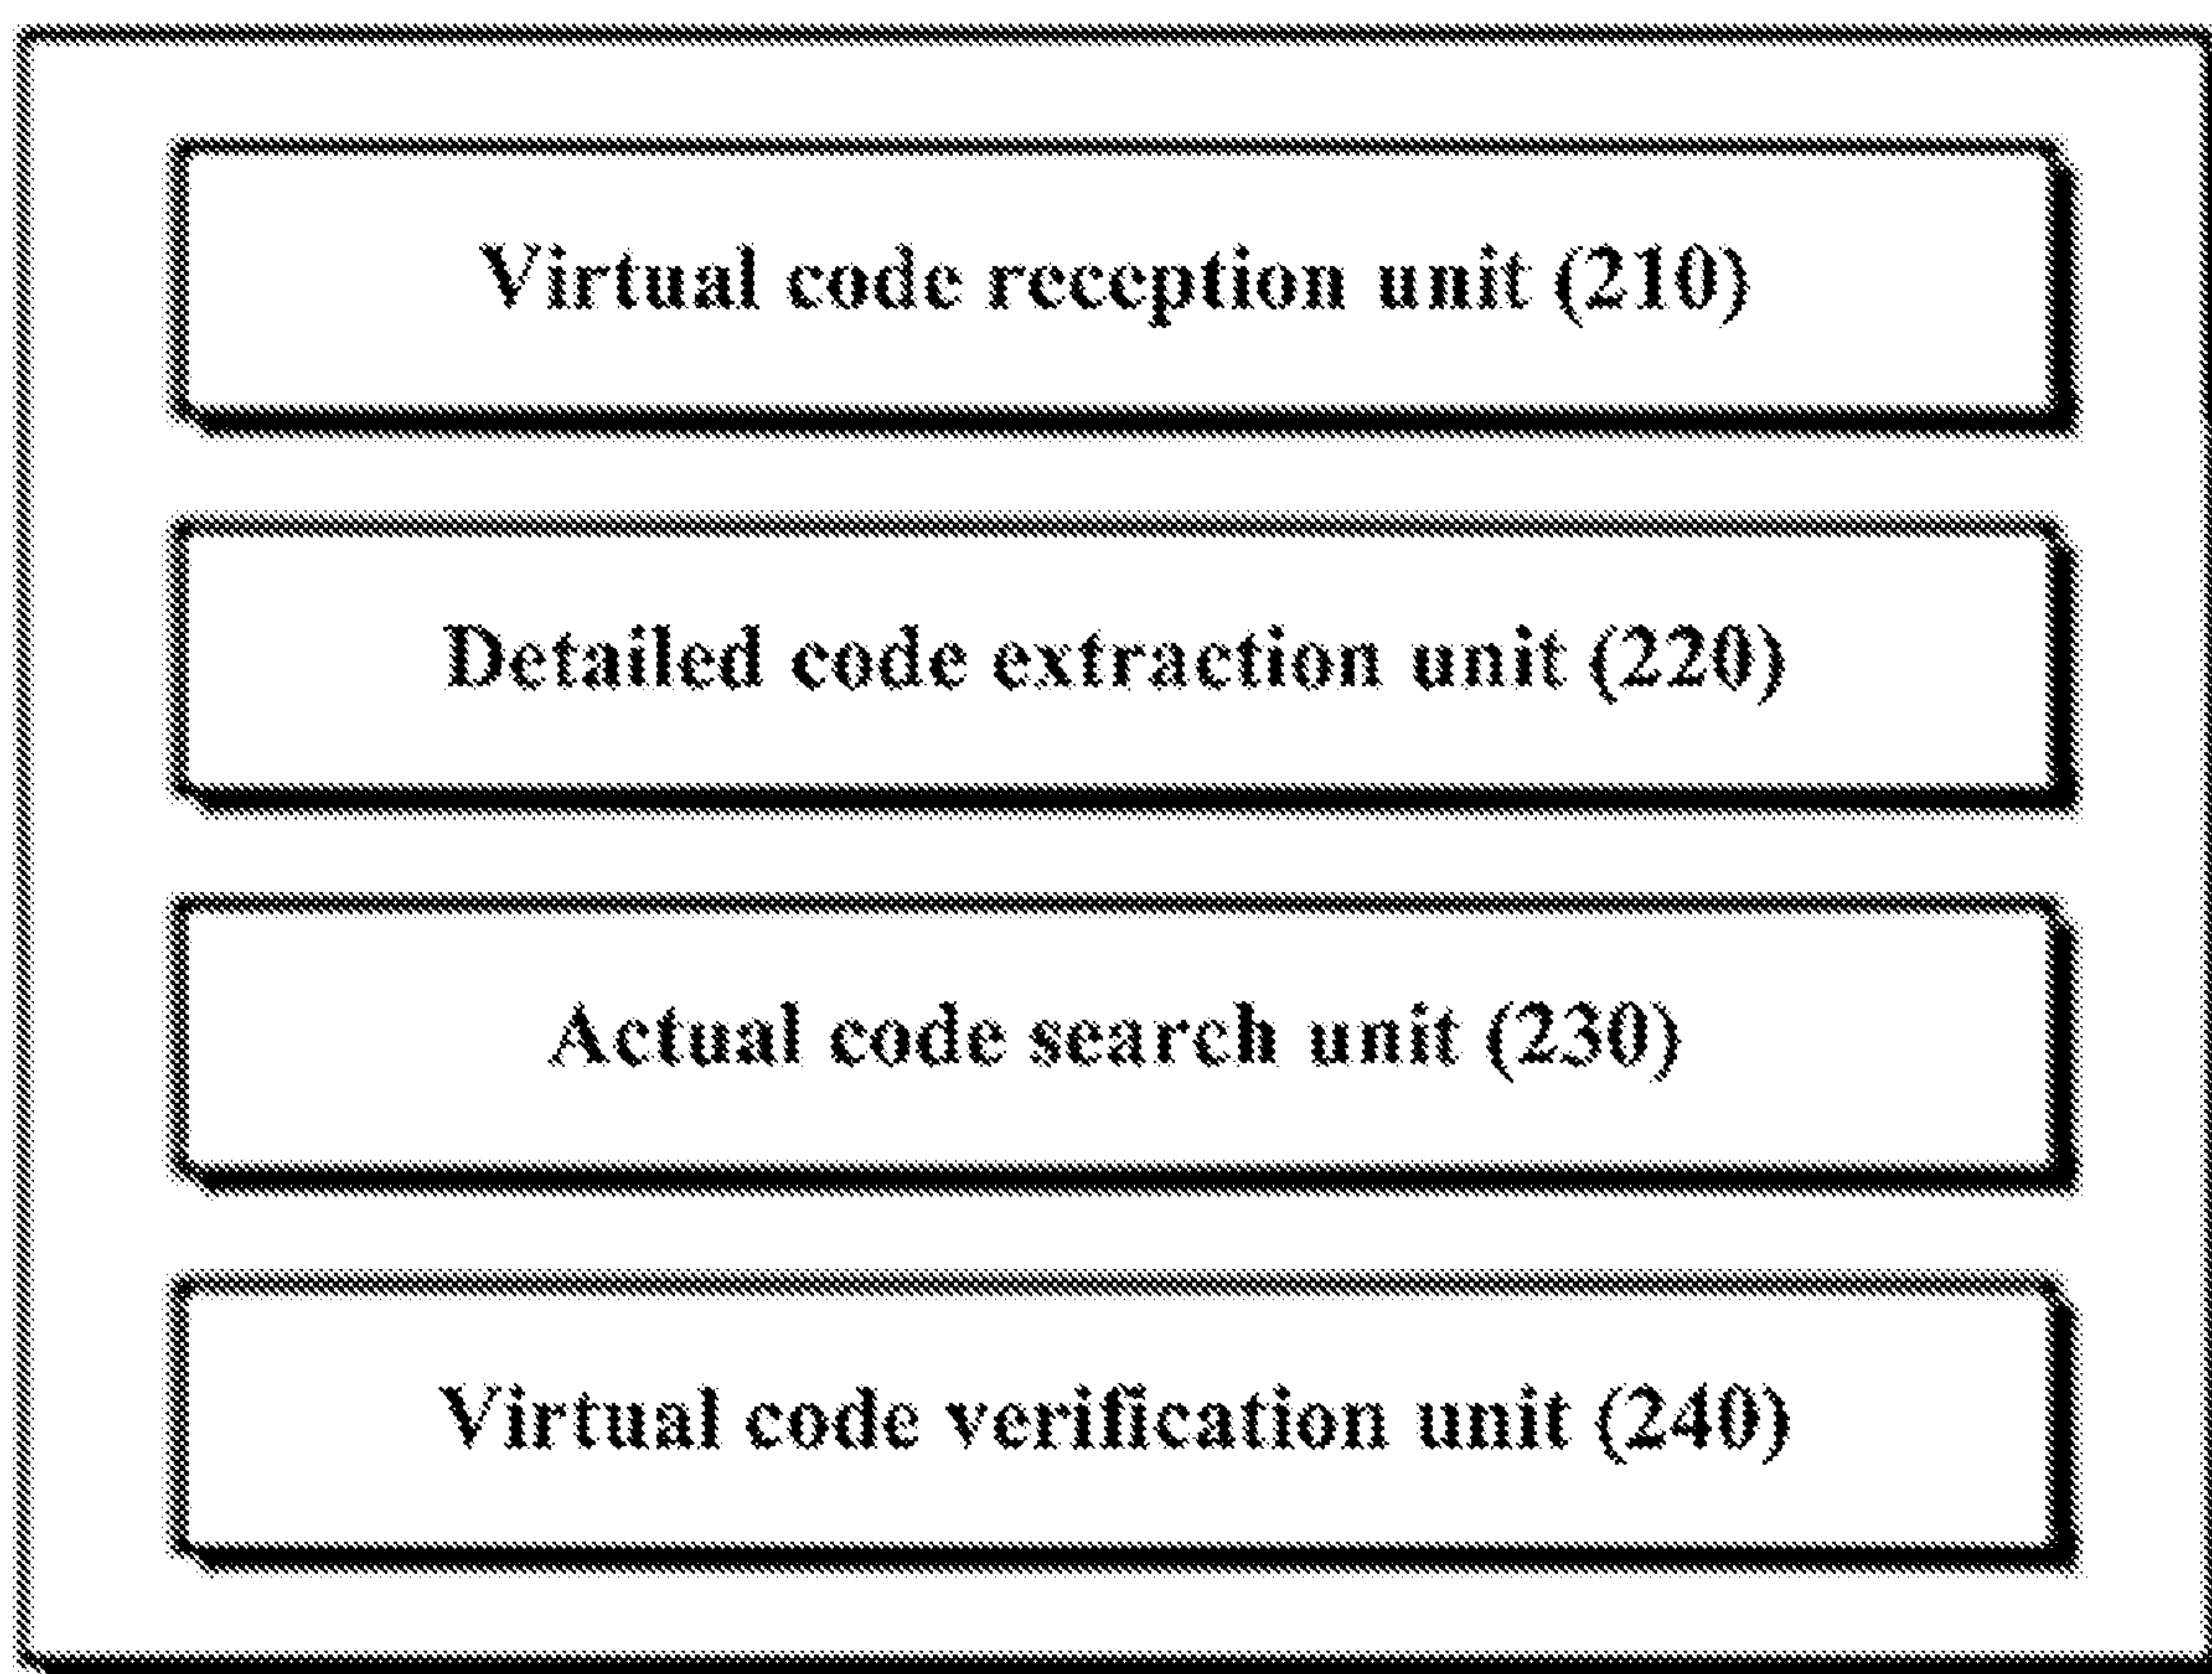 Virtual code reception unit (210)
Detailed code extraction unit (220)
Actual code search unit (230)
Virtual code verification unit (240)